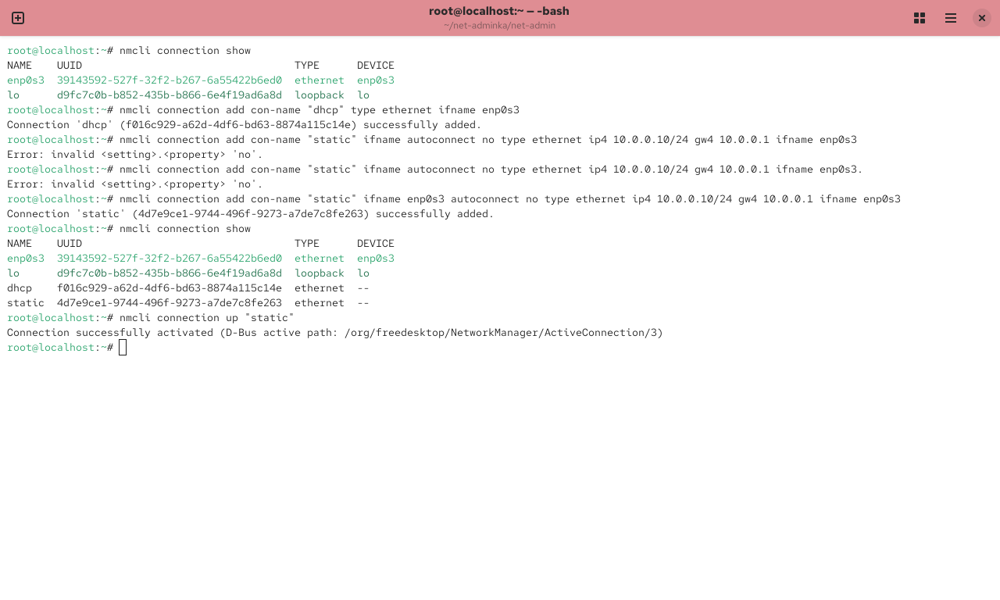 root@localhost:~ — -bash
~/net-adminka/net-admin
root@localhost:~# nmcli connection show
NAME    UUID                                  TYPE      DEVICE
enp0s3  39143592-527f-32f2-b267-6a55422b6ed0  ethernet  enp0s3
lo      d9fc7c0b-b852-435b-b866-6e4f19ad6a8d  loopback  lo
root@localhost:~# nmcli connection add con-name "dhcp" type ethernet ifname enp0s3
Connection 'dhcp' (f016c929-a62d-4df6-bd63-8874a115c14e) successfully added.
root@localhost:~# nmcli connection add con-name "static" ifname autoconnect no type ethernet ip4 10.0.0.10/24 gw4 10.0.0.1 ifname enp0s3
Error: invalid <setting>.<property> 'no'.
root@localhost:~# nmcli connection add con-name "static" ifname autoconnect no type ethernet ip4 10.0.0.10/24 gw4 10.0.0.1 ifname enp0s3.
Error: invalid <setting>.<property> 'no'.
root@localhost:~# nmcli connection add con-name "static" ifname enp0s3 autoconnect no type ethernet ip4 10.0.0.10/24 gw4 10.0.0.1 ifname enp0s3
Connection 'static' (4d7e9ce1-9744-496f-9273-a7de7c8fe263) successfully added.
root@localhost:~# nmcli connection show
NAME    UUID                                  TYPE      DEVICE
enp0s3  39143592-527f-32f2-b267-6a55422b6ed0  ethernet  enp0s3
lo      d9fc7c0b-b852-435b-b866-6e4f19ad6a8d  loopback  lo
dhcp    f016c929-a62d-4df6-bd63-8874a115c14e  ethernet  --
static  4d7e9ce1-9744-496f-9273-a7de7c8fe263  ethernet  --
root@localhost:~# nmcli connection up "static"
Connection successfully activated (D-Bus active path: /org/freedesktop/NetworkManager/ActiveConnection/3)
root@localhost:~#